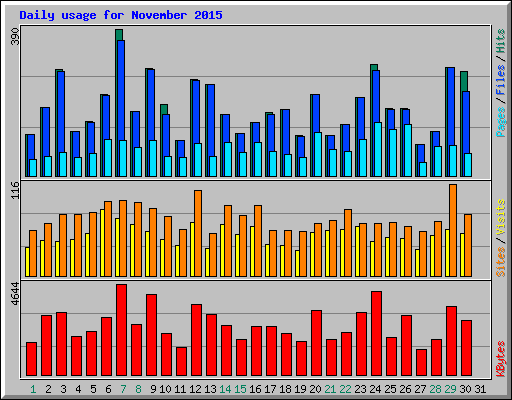 Daily usage for November 2015
390
Pages / Files / Hits
116
Sites / Visits
4644
KBytes
1 2 3 4 5 6 7 8 9 10 11 12 13 14 15 16 17 18 19 20 21 22 23 24 25 26 27 28 29 30 31